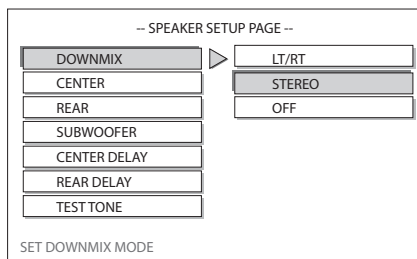 -- SPEAKER SETUP PAGE --
DOWNMIX
LT/RT
CENTER
STEREO
REAR
OFF
SUBWOOFER
CENTER DELAY
REAR DELAY
TEST TONE
SET DOWNMIX MODE